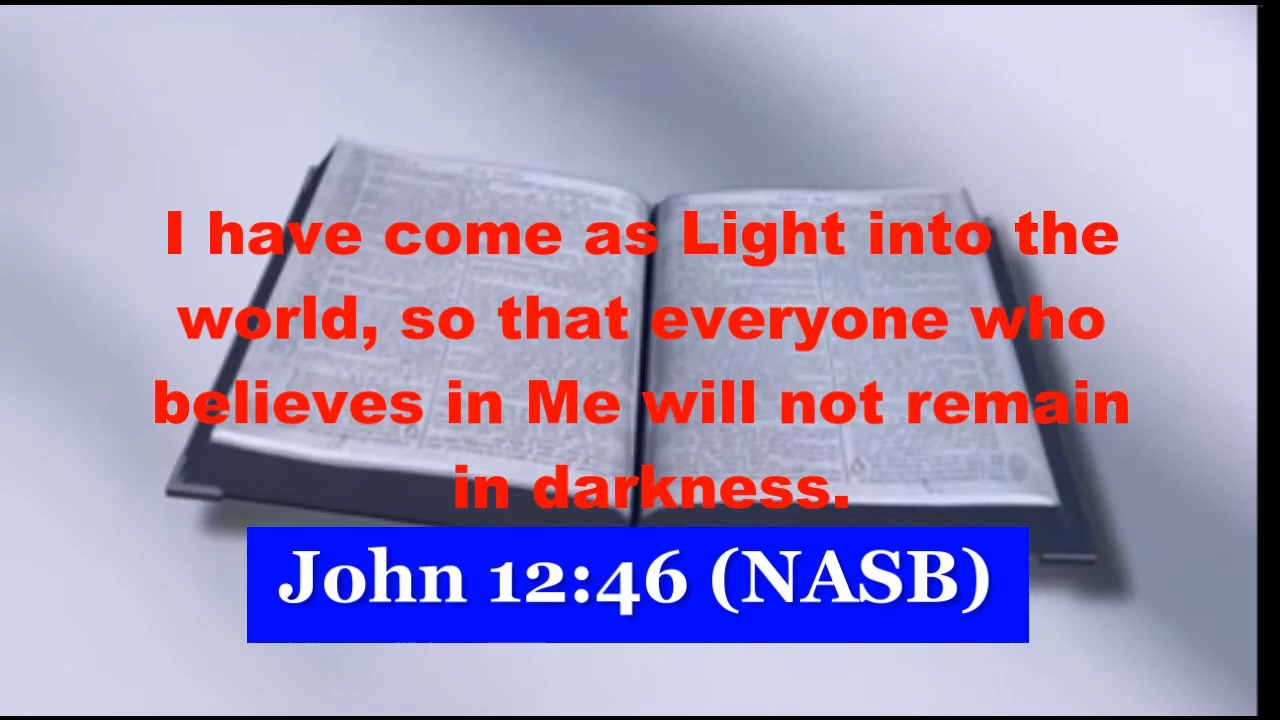 I have come as Light into the
world, so that everyone who
believes in Me will not remain
in darkness.
John 12:46 (NASB)